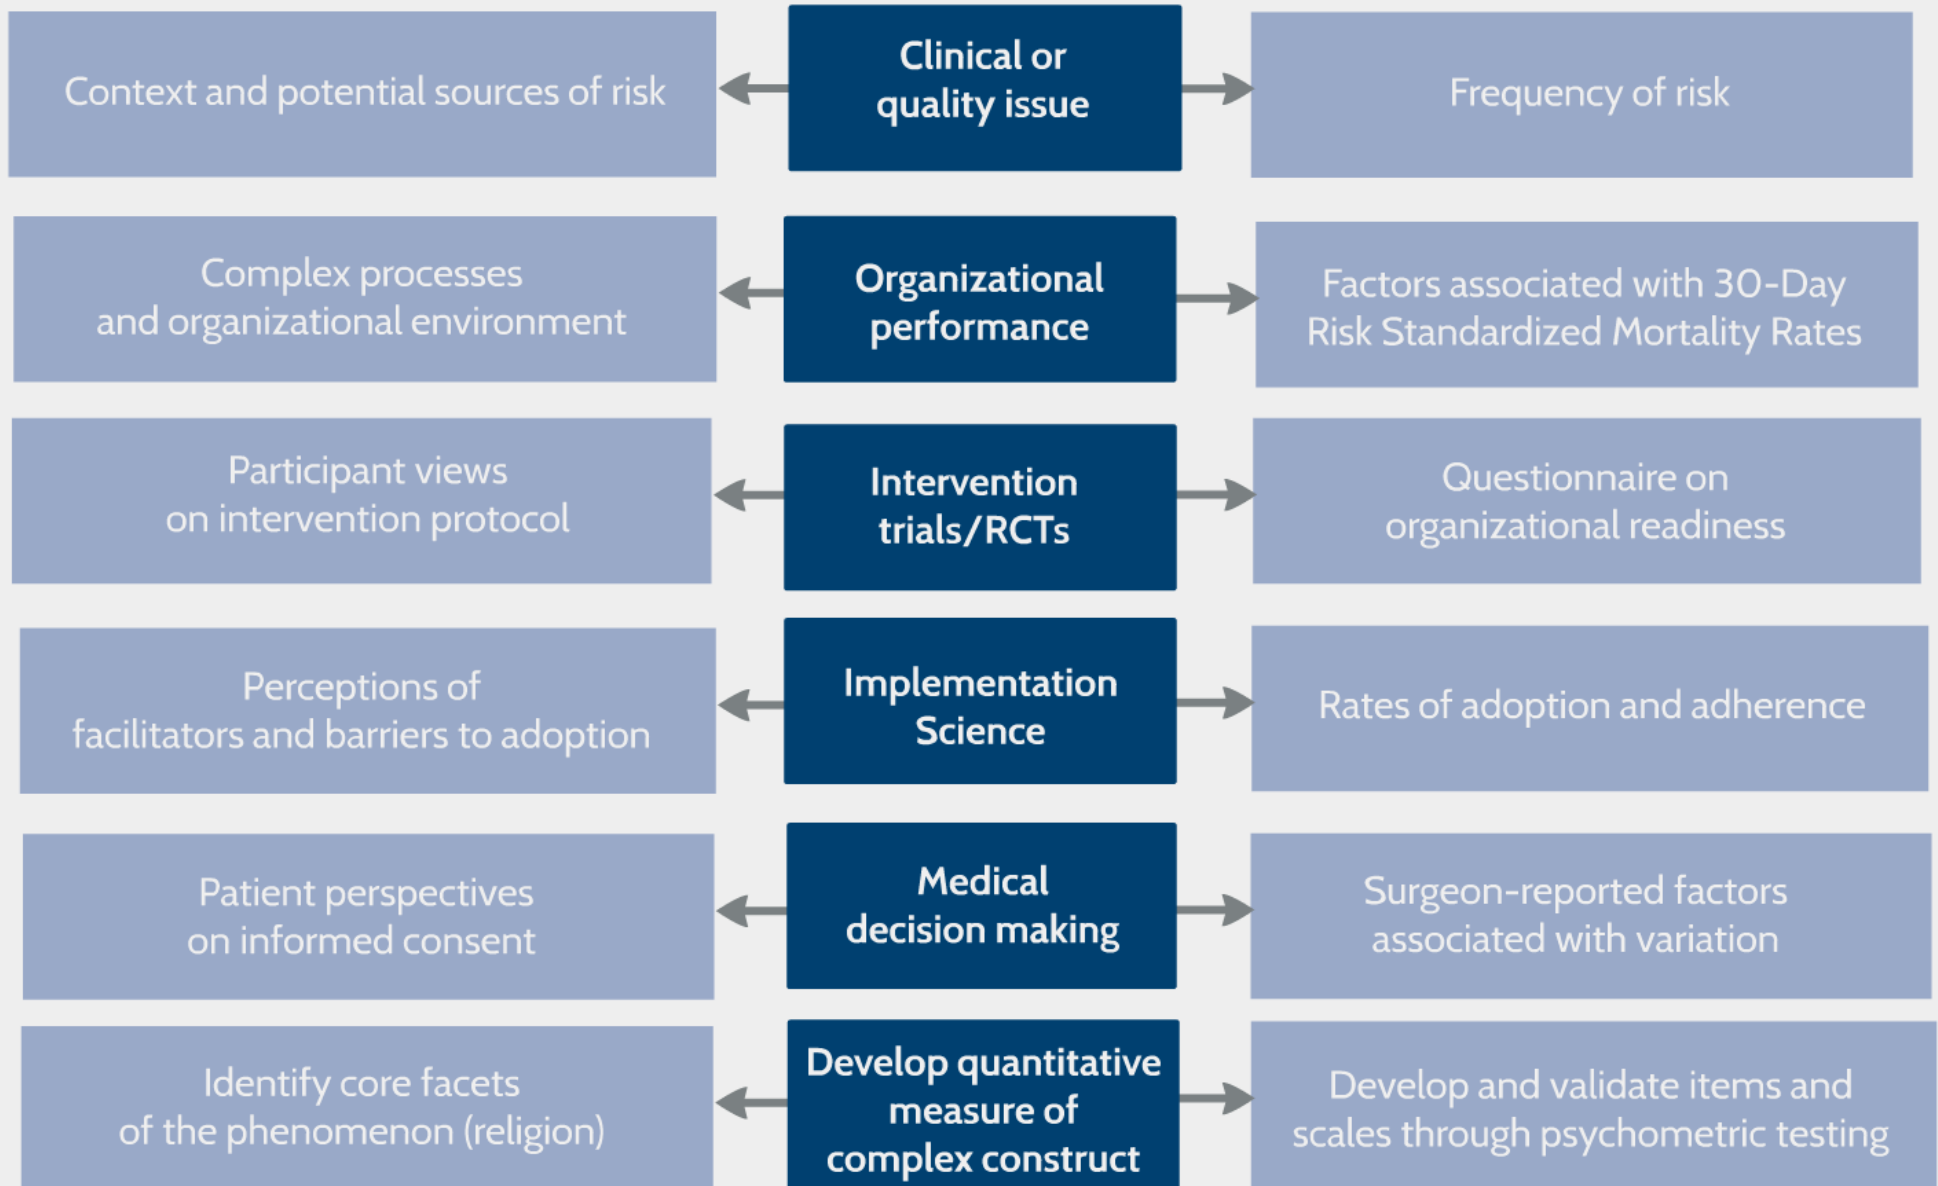 Context and potential sources of risk
Clinical or
quality issue
Frequency of risk
Complex processes
and organizational environment
Organizational
performance
Factors associated with 30-Day
Risk Standardized Mortality Rates
Participant views
on intervention protocol
Intervention
trials/RCTs
Questionnaire on
organizational readiness
Perceptions of
facilitators and barriers to adoption
Implementation
Science
Rates of adoption and adherence
Patient perspectives
on informed consent
Medical
decision making
Surgeon-reported factors
associated with variation
Identify core facets
of the phenomenon (religion)
Develop quantitative
measure of
complex construct
Develop and validate items and
scales through psychometric testing